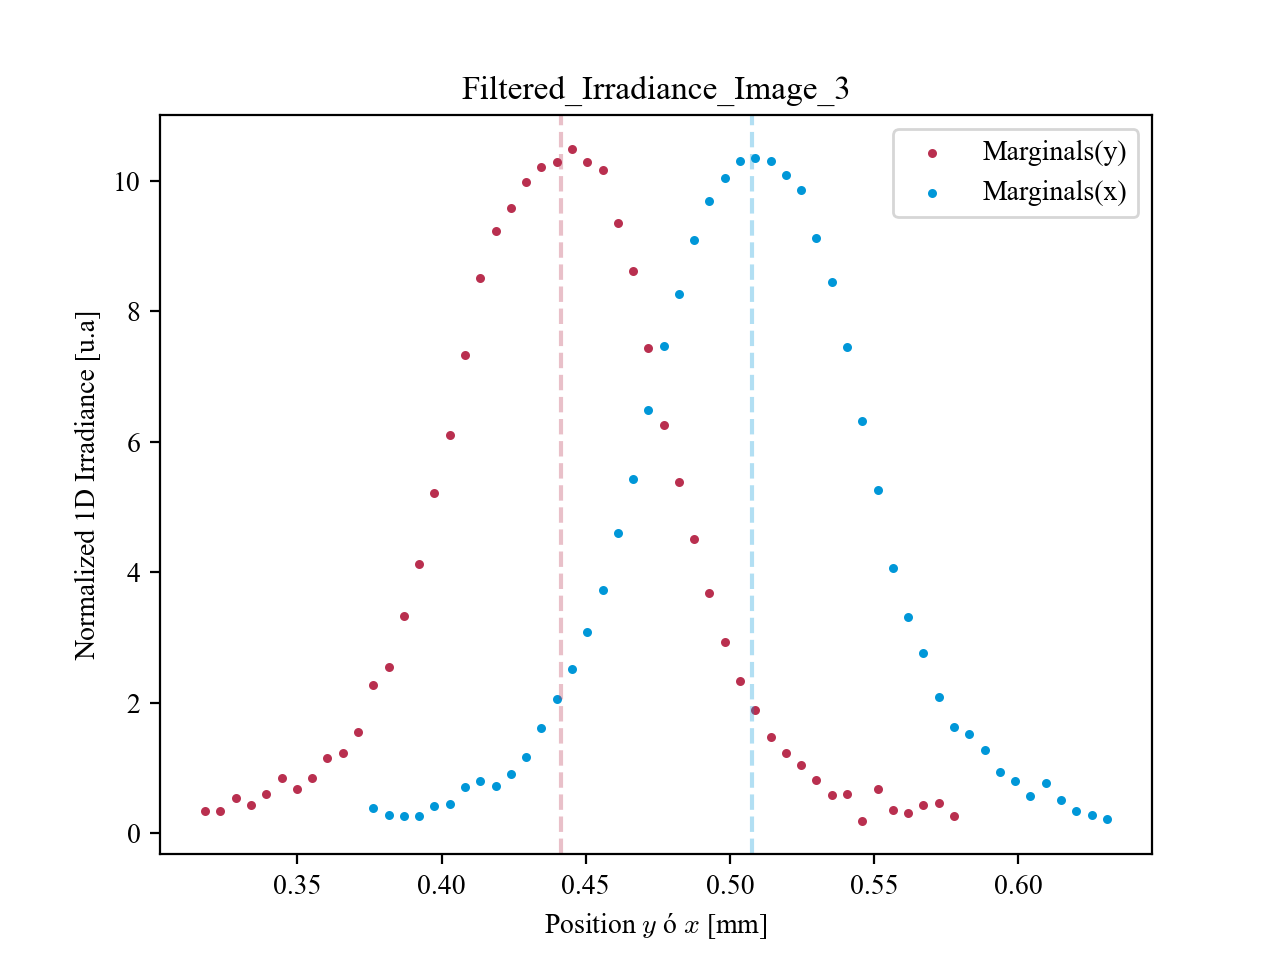 Filtered_Irradiance_Image_3
Marginals(y)
Marginals(x)
Normalized 1D Irradiance [u.a]
10
8
6
4
2
0
0.35 0.40 0.45 0.50 0.55 0.60
Position y ó x [mm]